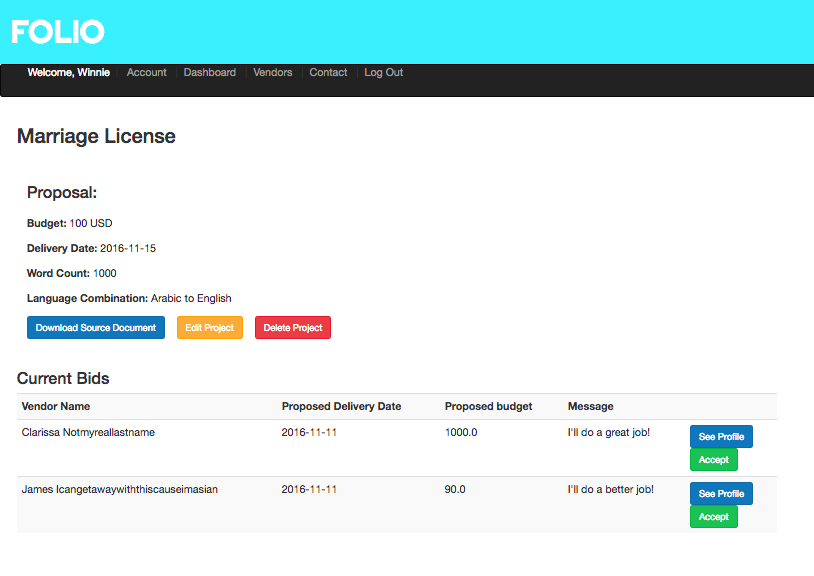 FOLIO
Welcome, Winnie Account Dashboard Vendors Contact Log Out
Marriage License
Proposal:
Budget: 100 USD
Delivery Date: 2016-11-15
Word Count: 1000
Language Combination: Arabic to English
Download Source Document Edit Project Delete Project
Current Bids
Vendor Name Proposed Delivery Date Proposed budget Message
Clarissa Notmyreallastname 2016-11-11 1000.0 I'll do a great job! See Profile
Accept
James Icangetawaywiththiscauseimasian 2016-11-11 90.0 I'll do a better job! See Profile
Accept